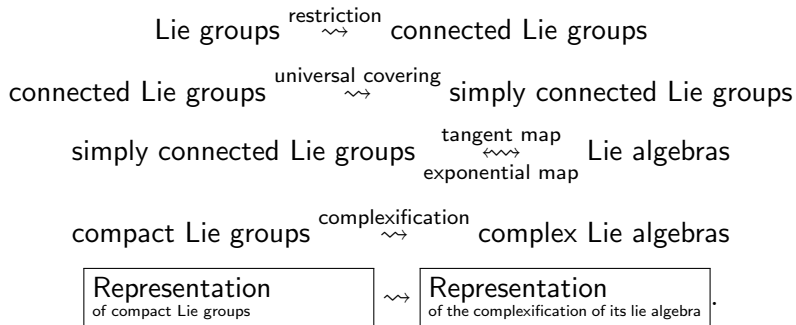 restriction
Lie groups ⇝ connected Lie groups
universal covering
connected Lie groups ⇝ simply connected Lie groups
tangent map
simply connected Lie groups ↭ Lie algebras
exponential map
complexification
compact Lie groups ⇝ complex Lie algebras
Representation ⇝ Representation .
of compact Lie groups of the complexification of its lie algebra